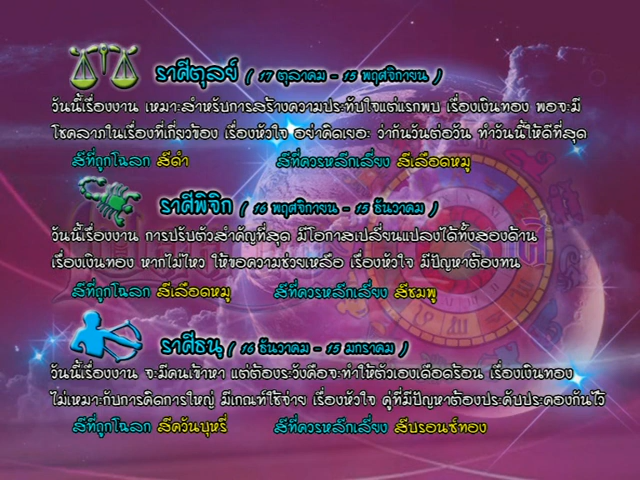 ราศีตุลย์ ( 17 ตุลาคม - 15 พฤศจิกายน )
วันนี้เรื่องงาน เหมาะสำหรับการสร้างความประทับใจแต่แรกพบ เรื่องเงินทอง พอจะมี
โชคลาภในเรื่องที่เกี่ยวข้อง เรื่องหัวใจ อย่าคิดเยอะ ว่ากันวันต่อวัน ทำวันนี้ให้ดีที่สุด
สีที่ถูกโฉลก สีดำ สีที่ควรหลีกเลี่ยง สีเลือดหมู
ราศีพิจิก ( 16 พฤศจิกายน - 15 ธันวาคม )
วันนี้เรื่องงาน การปรับตัวสำคัญที่สุด มีโอกาสเปลี่ยนแปลงได้ทั้งสองด้าน
เรื่องเงินทอง หากไม่ไหว ให้ขอความช่วยเหลือ เรื่องหัวใจ มีปัญหาต้องทน
สีที่ถูกโฉลก สีเลือดหมู สีที่ควรหลีกเลี่ยง สีชมพู
ราศีธนู ( 16 ธันวาคม - 15 มกราคม )
วันนี้เรื่องงาน จะมีคนเข้าหา แต่ต้องระวังคือจะทำให้ตัวเองเดือดร้อน เรื่องเงินทอง
ไม่เหมาะกับการคิดการใหญ่ มีเกณฑ์ใช้จ่าย เรื่องหัวใจ คู่ที่มีปัญหาต้องประคับประคองกันไว้
สีที่ถูกโฉลก สีควันบุหรี่ สีที่ควรหลีกเลี่ยง สีบรอนซ์ทอง